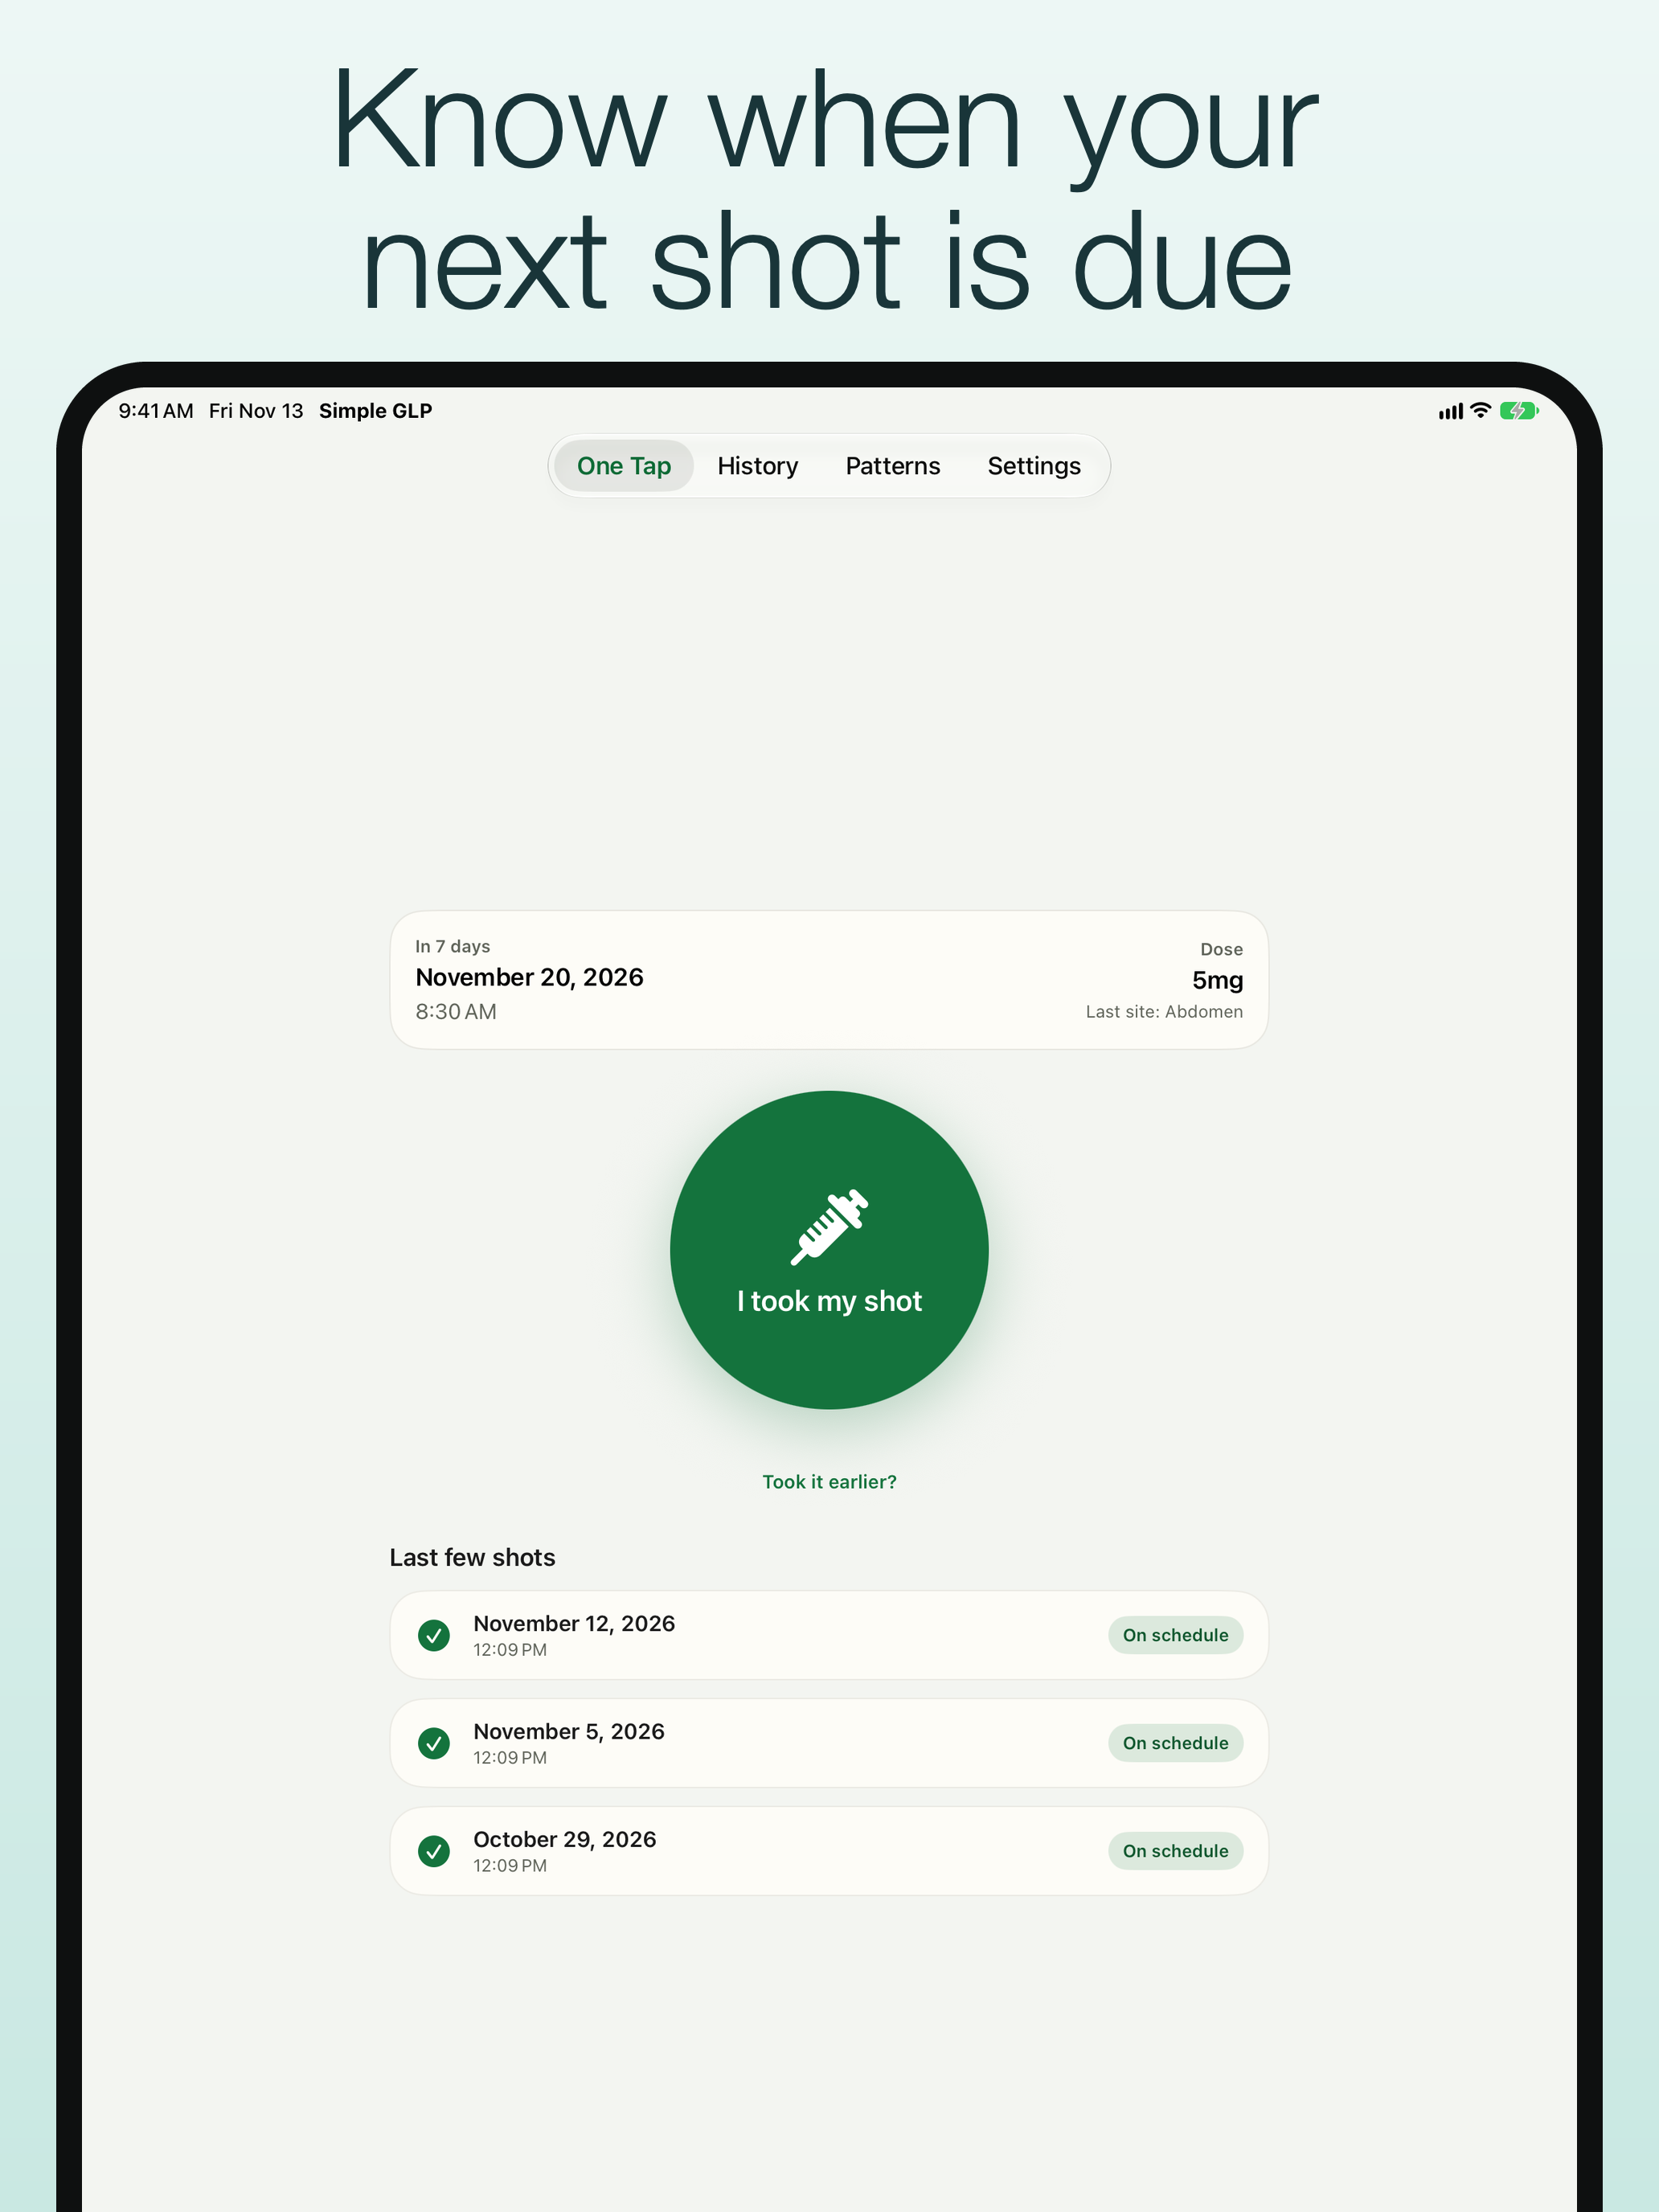 Know when your
next shot is due
9:41 AM Fri Nov 13 Simple GLP
One Tap History Patterns Settings
In 7 days
November 20, 2026
8:30 AM
Dose
5mg
Last site: Abdomen
I took my shot
Took it earlier?
Last few shots
November 12, 2026
12:09 PM
On schedule
November 5, 2026
12:09 PM
On schedule
October 29, 2026
12:09 PM
On schedule